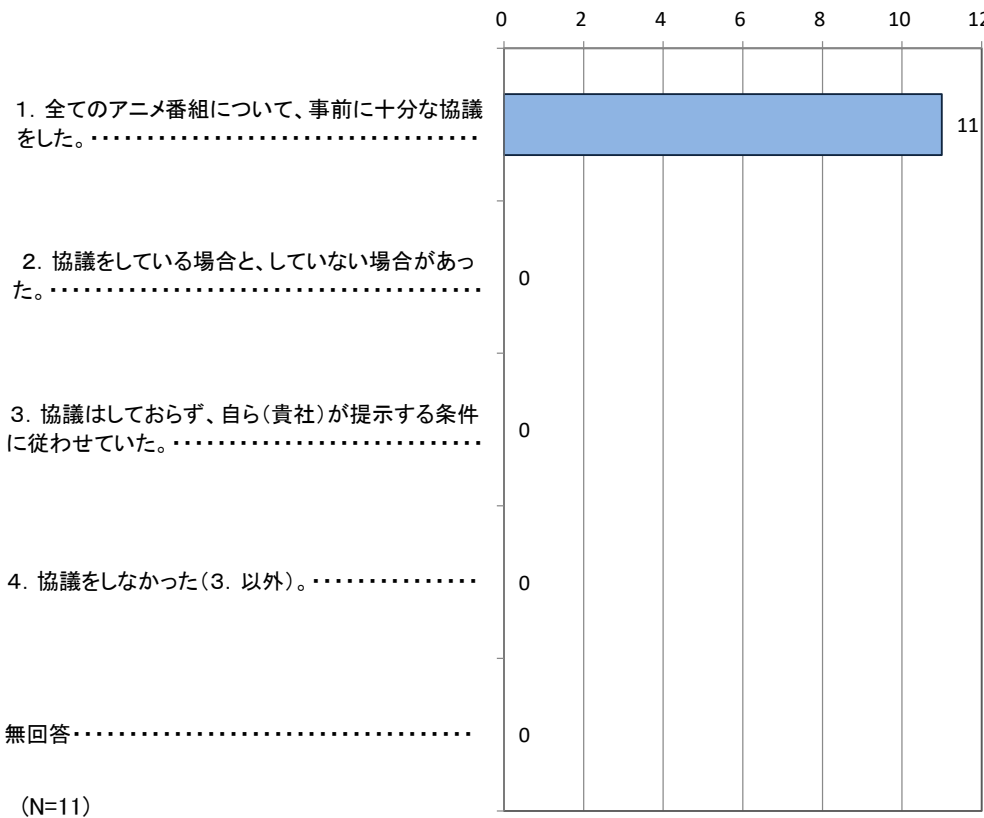 0 2 4 6 8 10 12
1．全てのアニメ番組について、事前に十分な協議
をした。・・・・・・・・・・・・・・・・・・・・・・・・・・・・・・・・・・・
11
2．協議をしている場合と、していない場合があっ
た。・・・・・・・・・・・・・・・・・・・・・・・・・・・・・・・・・・・・・・・
0
3．協議はしておらず、自ら（貴社）が提示する条件
に従わせていた。・・・・・・・・・・・・・・・・・・・・・・・・・・・・
0
4．協議をしなかった（3．以外）。・・・・・・・・・・・・・・・
0
無回答・・・・・・・・・・・・・・・・・・・・・・・・・・・・・・・・・・・・
0
（N=11）